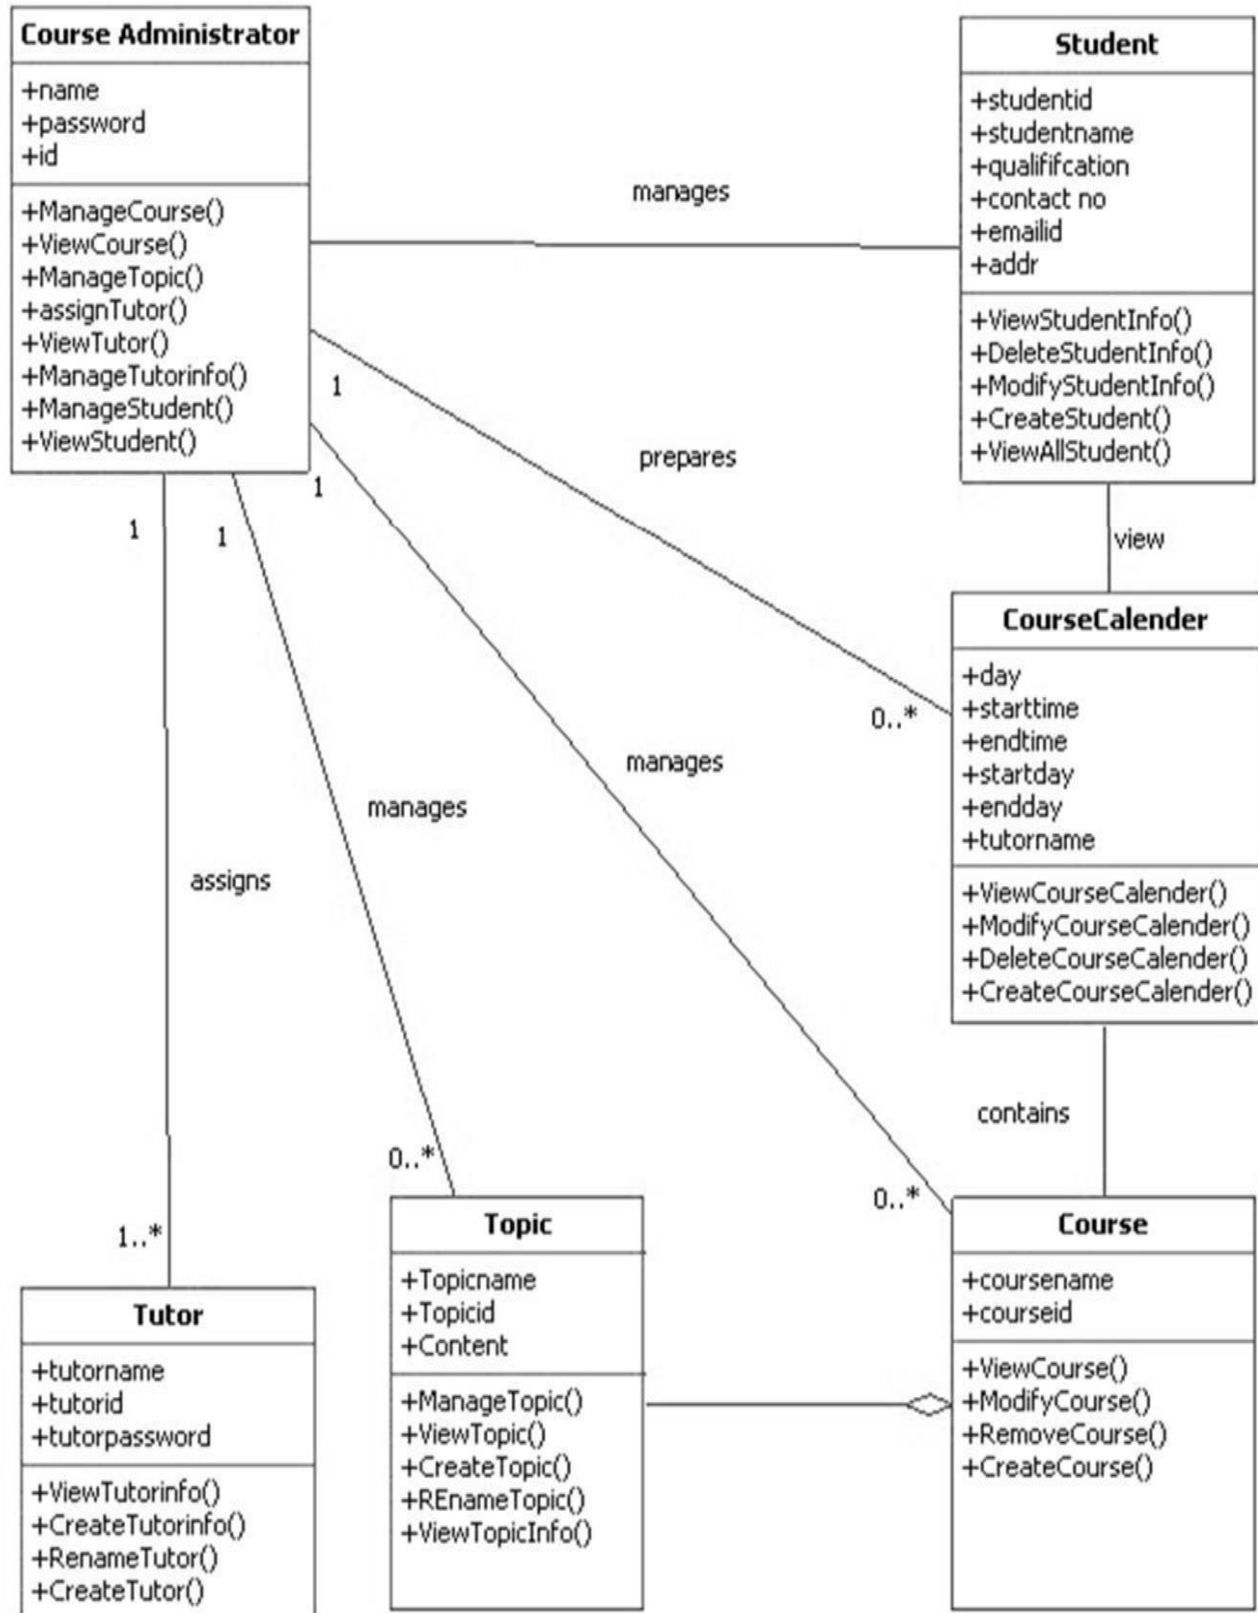 Course Administrator
+name
+password
+id
+ManageCourse()
+ViewCourse()
+ManageTopic()
+assignTutor()
+ViewTutor()
+ManageTutorinfo()
+ManageStudent()
+ViewStudent()
manages
Student
+studentid
+studentname
+qualififcation
+contact no
+emailid
+addr
+ViewStudentInfo()
+DeleteStudentInfo()
+ModifyStudentInfo()
+CreateStudent()
+ViewAllStudent()
1
prepares
0..*
1
manages
0..*
1
manages
0..*
1
assigns
1..*
view
CourseCalender
+day
+starttime
+endtime
+startday
+endday
+tutorname
+ViewCourseCalender()
+ModifyCourseCalender()
+DeleteCourseCalender()
+CreateCourseCalender()
contains
Tutor
+tutorname
+tutorid
+tutorpassword
+ViewTutorinfo()
+CreateTutorinfo()
+RenameTutor()
+CreateTutor()
Topic
+Topicname
+Topicid
+Content
+ManageTopic()
+ViewTopic()
+CreateTopic()
+REnameTopic()
+ViewTopicInfo()
Course
+coursename
+courseid
+ViewCourse()
+ModifyCourse()
+RemoveCourse()
+CreateCourse()